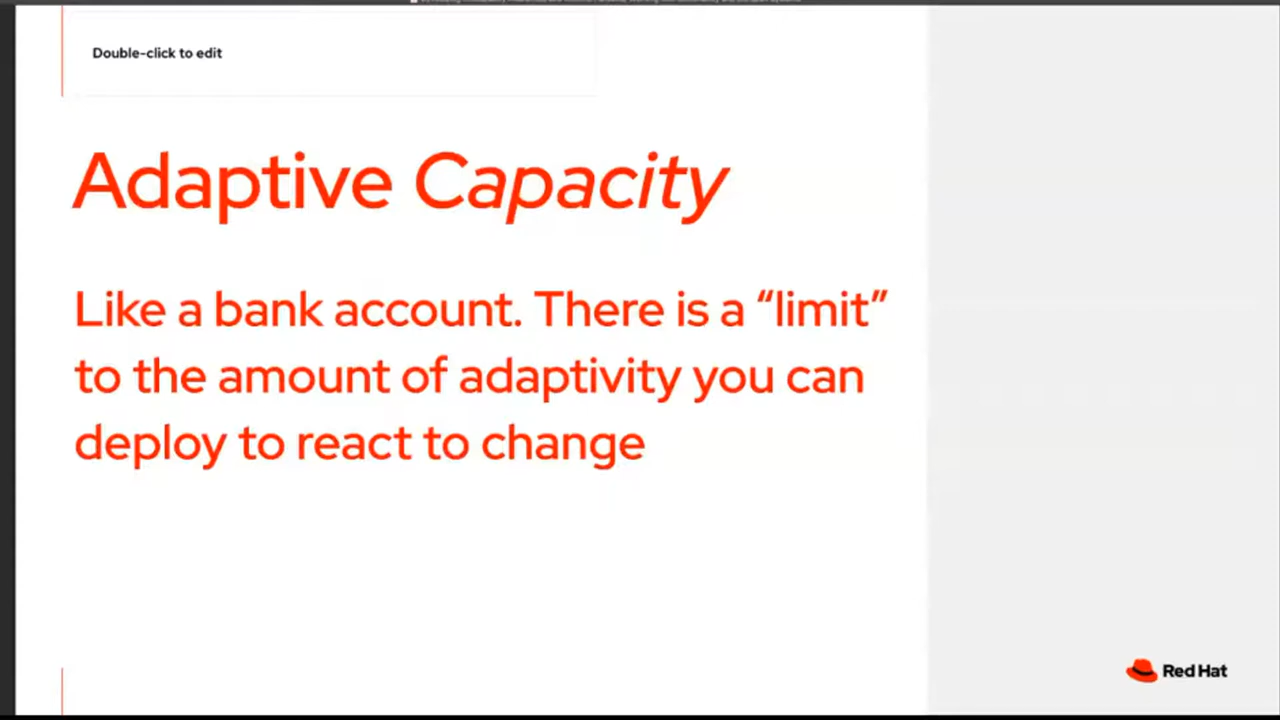 Double-click to edit
Adaptive Capacity
Like a bank account. There is a “limit”
to the amount of adaptivity you can
deploy to react to change
Red Hat